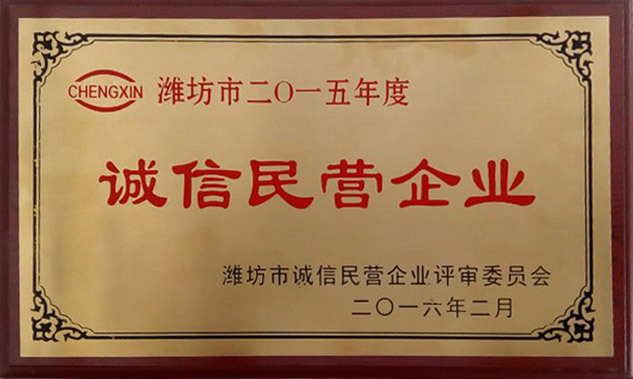 CHENGXIN 潍坊市二〇一五年度
诚信民营企业
潍坊市诚信民营企业评审委员会
二〇一六年二月